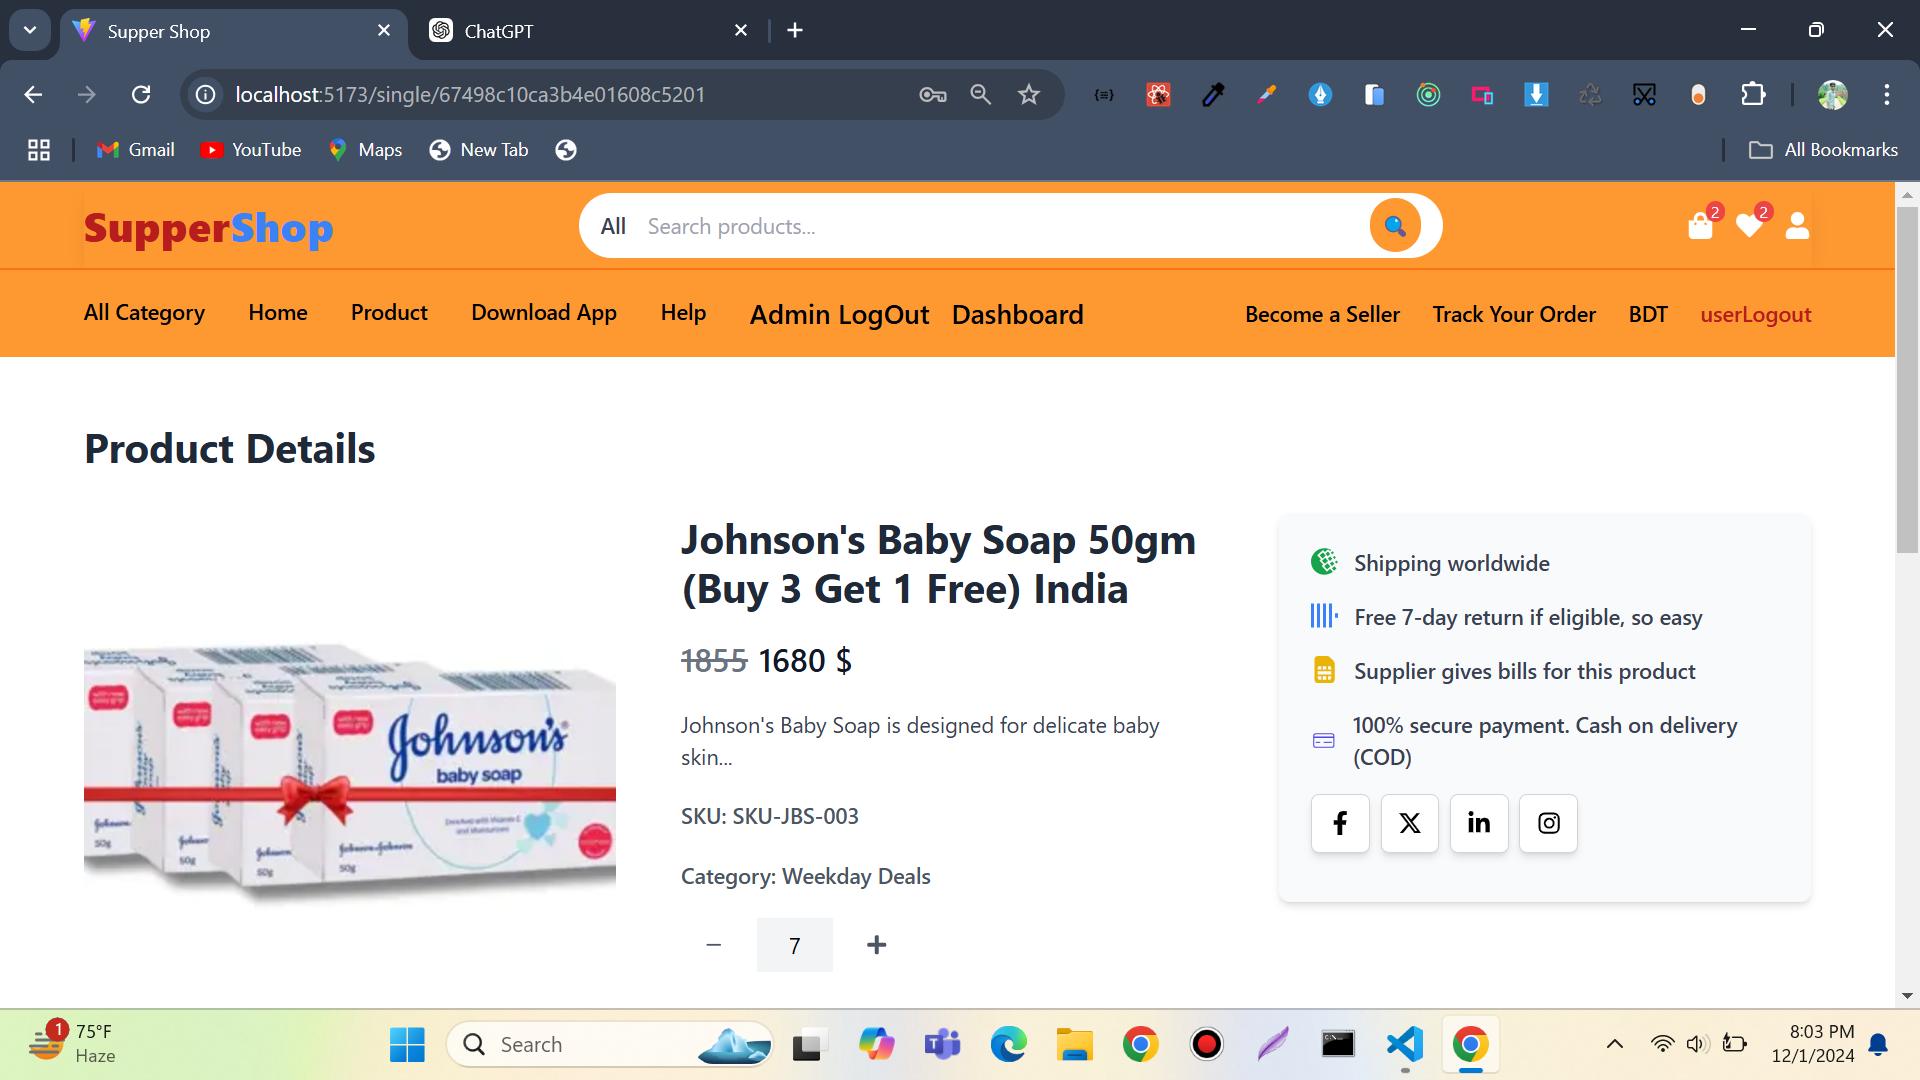 Supper Shop
ChatGPT
localhost:5173/single/67498c10ca3b4e01608c5201
Gmail
YouTube
Maps
New Tab
All Bookmarks
SupperShop
All
Search products...
2
2
All Category
Home
Product
Download App
Help
Admin LogOut
Dashboard
Become a Seller
Track Your Order
BDT
userLogout
Product Details
Johnson's Baby Soap 50gm
(Buy 3 Get 1 Free) India
1855 1680 $
Johnson's Baby Soap is designed for delicate baby
skin...
SKU: SKU-JBS-003
Category: Weekday Deals
− 7 +
Johnson's
baby soap
50g
50g
50g
50g
Shipping worldwide
Free 7-day return if eligible, so easy
Supplier gives bills for this product
100% secure payment. Cash on delivery
(COD)
1
75°F
Haze
Search
8:03 PM
12/1/2024